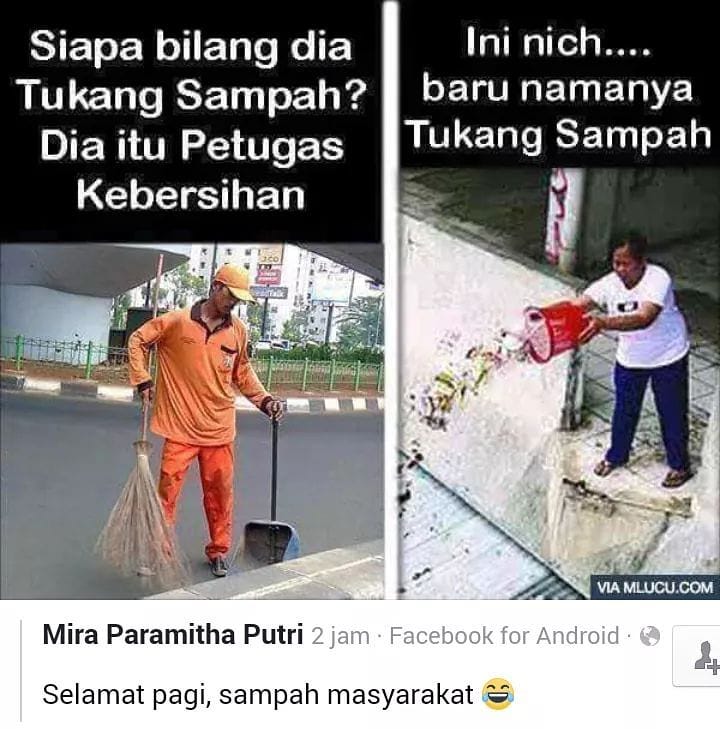 Siapa bilang dia
Tukang Sampah?
Dia itu Petugas
Kebersihan
Ini nich....
baru namanya
Tukang Sampah
VIA MLUCU.COM
Mira Paramitha Putri 2 jam · Facebook for Android ·
Selamat pagi, sampah masyarakat 😂